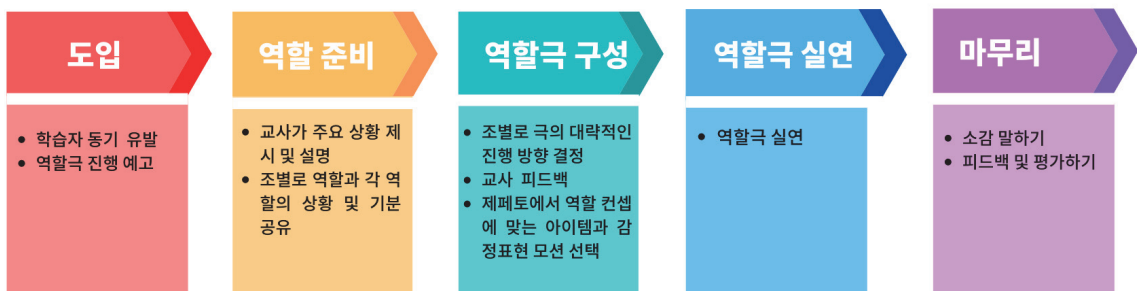 도입
학습자 동기 유발
역할극 진행 예고
역할 준비
교사가 주요 상황 제
시 및 설명
조별로 역할과 각 역
할의 상황 및 기분
공유
역할극 구성
조별로 극의 대략적인
진행 방향 결정
교사 피드백
제페토에서 역할 컨셉
에 맞는 아이템과 감
정표현 모션 선택
역할극 실연
역할극 실연
마무리
소감 말하기
피드백 및 평가하기